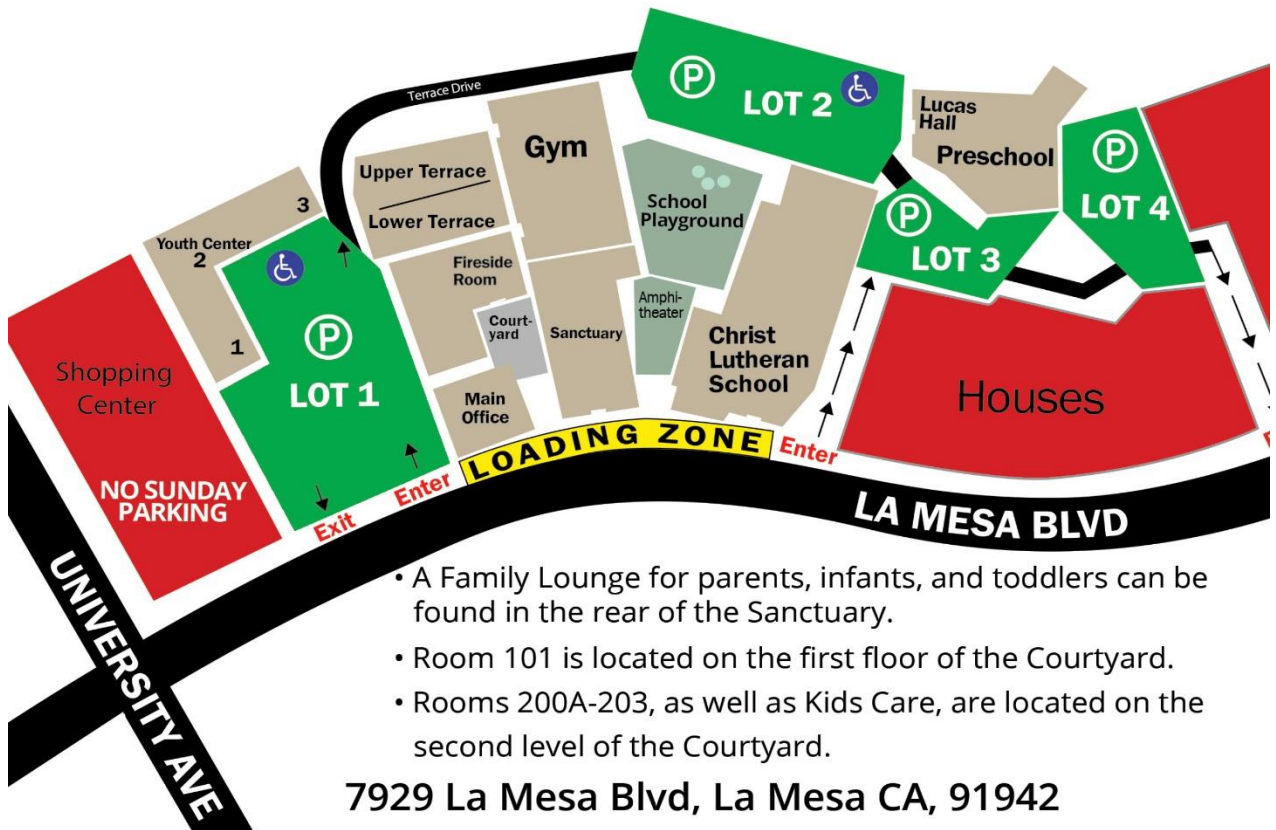 Terrace Drive
P
LOT 2
Lucas
Hall
Preschool
P
LOT 4
Gym
Upper Terrace
Lower Terrace
School
Playground
P
LOT 3
3
Youth Center
2
1
Fireside
Room
Court-
yard
Sanctuary
Amphi-
theater
Christ
Lutheran
School
P
LOT 1
Main
Office
Shopping
Center
NO SUNDAY
PARKING
Houses
LOADING ZONE
Enter
Enter
Exit
LA MESA BLVD
UNIVERSITY AVE
• A Family Lounge for parents, infants, and toddlers can be
found in the rear of the Sanctuary.
• Room 101 is located on the first floor of the Courtyard.
• Rooms 200A-203, as well as Kids Care, are located on the
second level of the Courtyard.
7929 La Mesa Blvd, La Mesa CA, 91942